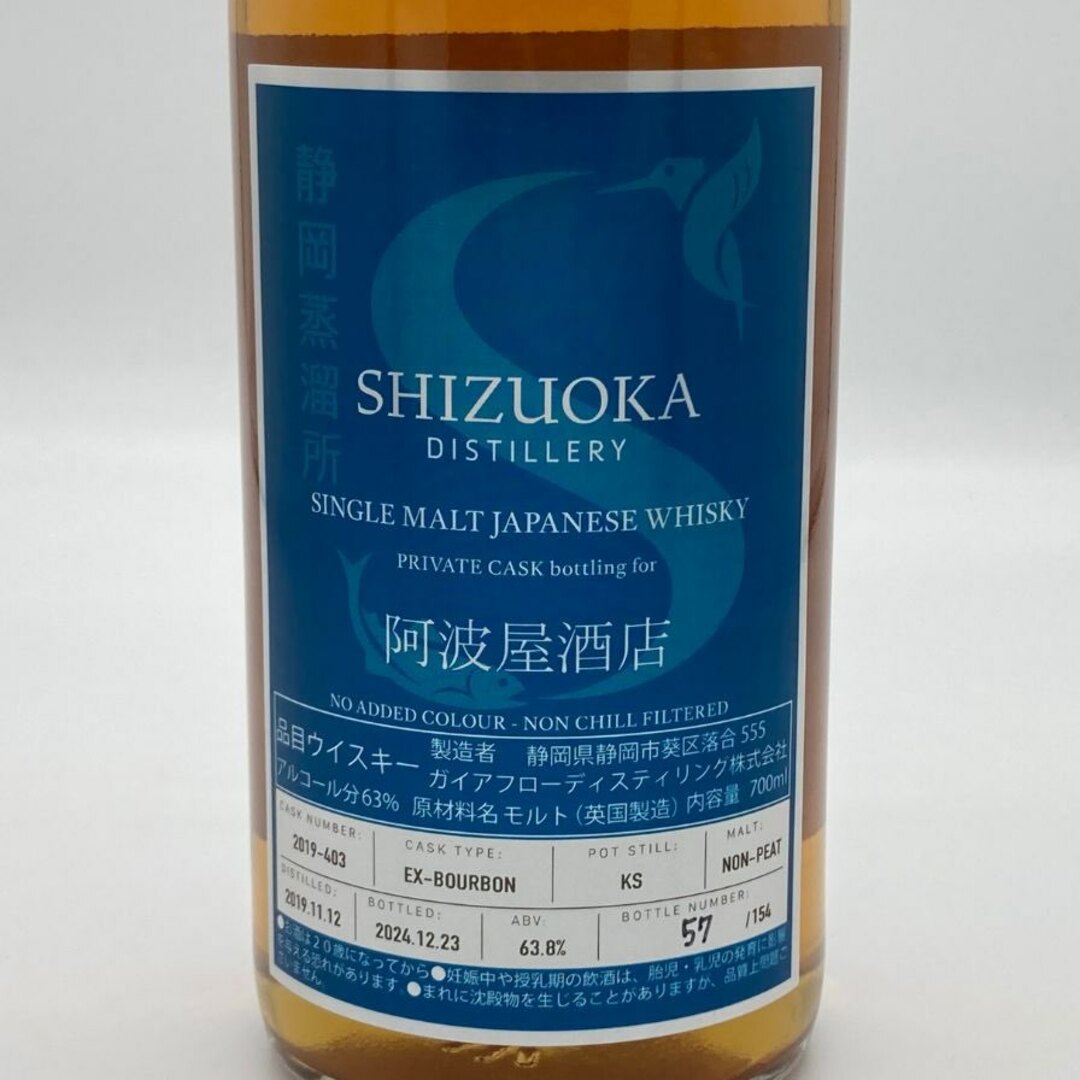 静岡蒸溜所
SHIZUOKA
DISTILLERY
SINGLE MALT JAPANESE WHISKY
PRIVATE CASK bottling for
阿波屋酒店
NO ADDED COLOUR - NON CHILL FILTERED
品目ウイスキー 製造者 静岡県静岡市葵区落合 555
ガイアフローディスティリング株式会社
アルコール分63% 原材料名 モルト（英国製造） 内容量 700ml
CASK NUMBER: 2019-403
CASK TYPE: EX-BOURBON
POT STILL: KS
MALT: NON-PEAT
DISTILLED: 2019.11.12
BOTTLED: 2024.12.23
ABV: 63.8%
BOTTLE NUMBER: 57 /154
●お酒は20歳になってから●妊娠中や授乳期の飲酒は、胎児・乳児の発育に影響
を与える恐れがあります。●まれに沈殿物を生じることがありますが、品質上問題ご
ざいません。